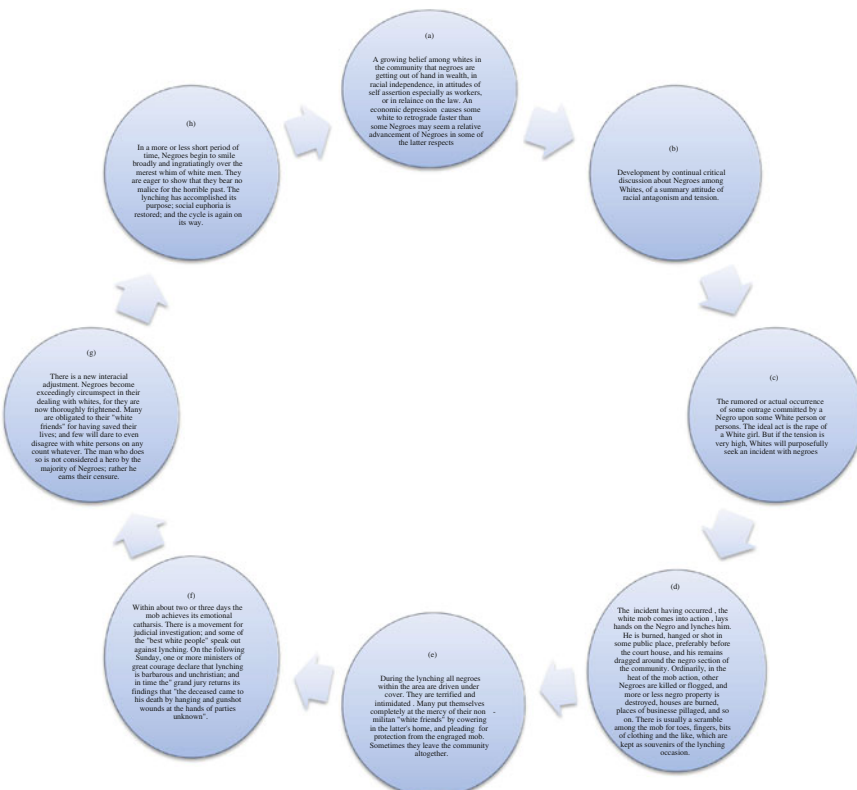 (a)
A growing belief among whites in
the community that negroes are
getting out of hand in wealth, in
racial independence, in attitudes of
self assertion especially as workers,
or in relaince on the law. An
economic depression causes some
white to retrograde faster than
some Negroes may seem a relative
advancement of Negroes in some of
the latter respects
(b)
Development by continual critical
discussion about Negroes among
Whites, of a summary attitude of
racial antagonism and tension.
(c)
The rumored or actual occurrence
of some outrage committed by a
Negro upon some White person or
persons. The ideal act is the rape of
a White girl. But if the tension is
very high, Whites will purposefully
seek an incident with negroes
(d)
The incident having occurred , the
white mob comes into action , lays
hands on the Negro and lynches him.
He is burned, hanged or shot in
some public place, preferably before
the court house, and his remains
dragged around the negro section of
the community. Ordinarily, in the
heat of the mob action, other
Negroes are killed or flogged, and
more or less negro property is
destroyed, houses are burned,
places of businesse pillaged, and so
on. There is usually a scramble
among the mob for toes, fingers, bits
of clothing and the like, which are
kept as souvenirs of the lynching
occasion.
(e)
During the lynching all negroes
within the area are driven under
cover. They are terrified and
intimidated . Many put themselves
completely at the mercy of their non -
militan "white friends" by cowering
in the latter's home, and pleading for
protection from the engraged mob.
Sometimes they leave the community
altogether.
(f)
Within about two or three days the
mob achieves its emotional
catharsis. There is a movement for
judicial investigation; and some of
the "best white people" speak out
against lynching. On the following
Sunday, one or more ministers of
great courage declare that lynching
is barbarous and unchristian; and
in time the" grand jury returns its
findings that "the deceased came to
his death by hanging and gunshot
wounds at the hands of parties
unknown".
(g)
There is a new interacial
adjustment. Negroes become
exceedingly circumspect in their
dealing with whites, for they are
now thoroughly frightened. Many
are obligated to their "white
friends" for having saved their
lives; and few will dare to even
disagree with white persons on any
count whatever. The man who does
so is not considered a hero by the
majority of Negroes; rather he
earns their censure.
(h)
In a more or less short period of
time, Negroes begin to smile
broadly and ingratiatingly over the
merest whim of white men. They
are eager to show that they bear no
malice for the horrible past. The
lynching has accomplished its
purpose; social euphoria is
restored; and the cycle is again on
its way.